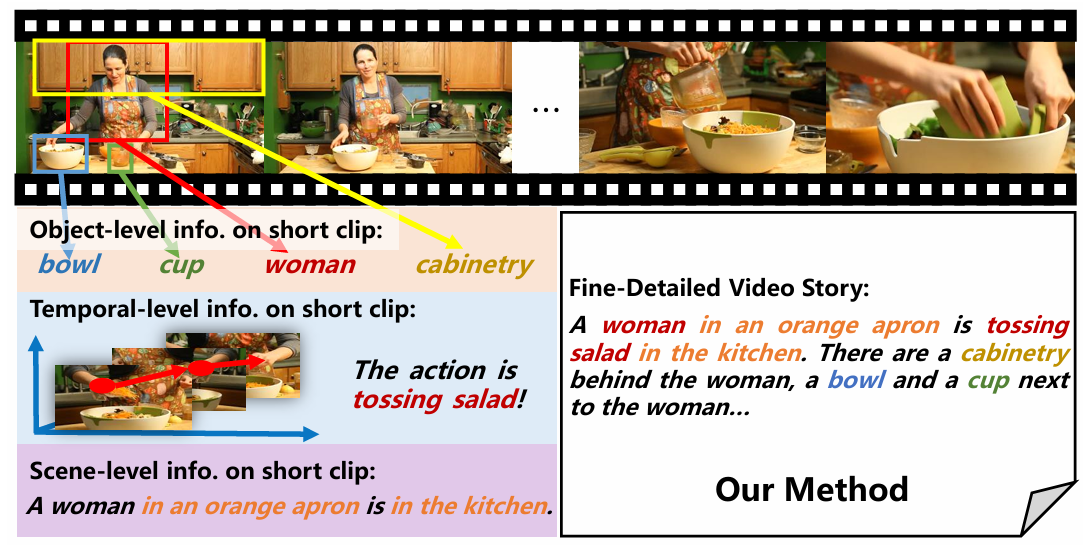 ...
Object-level info. on short clip:
bowl cup woman cabinetry
Temporal-level info. on short clip:
The action is
tossing salad!
Scene-level info. on short clip:
A woman in an orange apron is in the kitchen.
Fine-Detailed Video Story:
A woman in an orange apron is tossing
salad in the kitchen. There are a cabinetry
behind the woman, a bowl and a cup next
to the woman...
Our Method